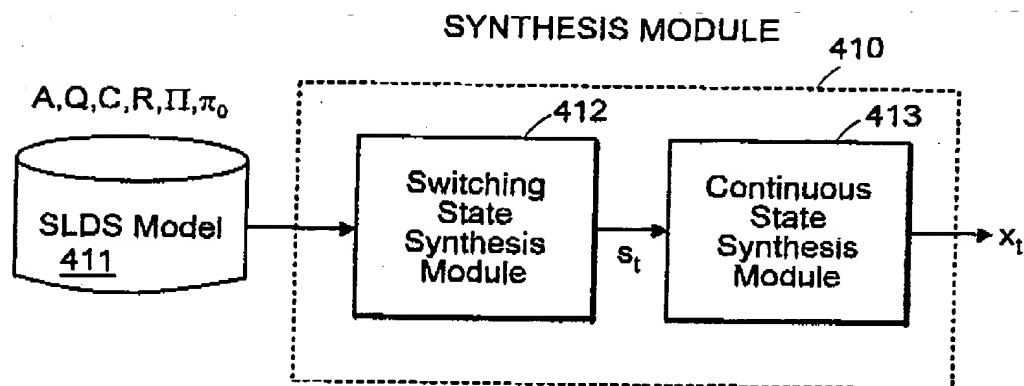 SYNTHESIS MODULE
410
A,Q,C,R,Π,π₀
412
413
SLDS Model
411
Switching
State
Synthesis
Module
sₜ
Continuous
State
Synthesis
Module
xₜ